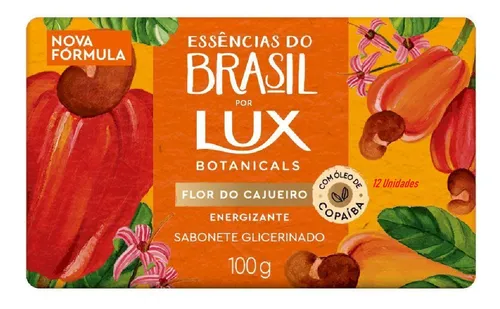 NOVA
FÓRMULA
ESSÊNCIAS DO
BRASIL
POR
LUX
BOTANICALS
FLOR DO CAJUEIRO
ENERGIZANTE
SABONETE GLICERINADO
100g
COM ÓLEO DE
COPAÍBA
12 Unidades